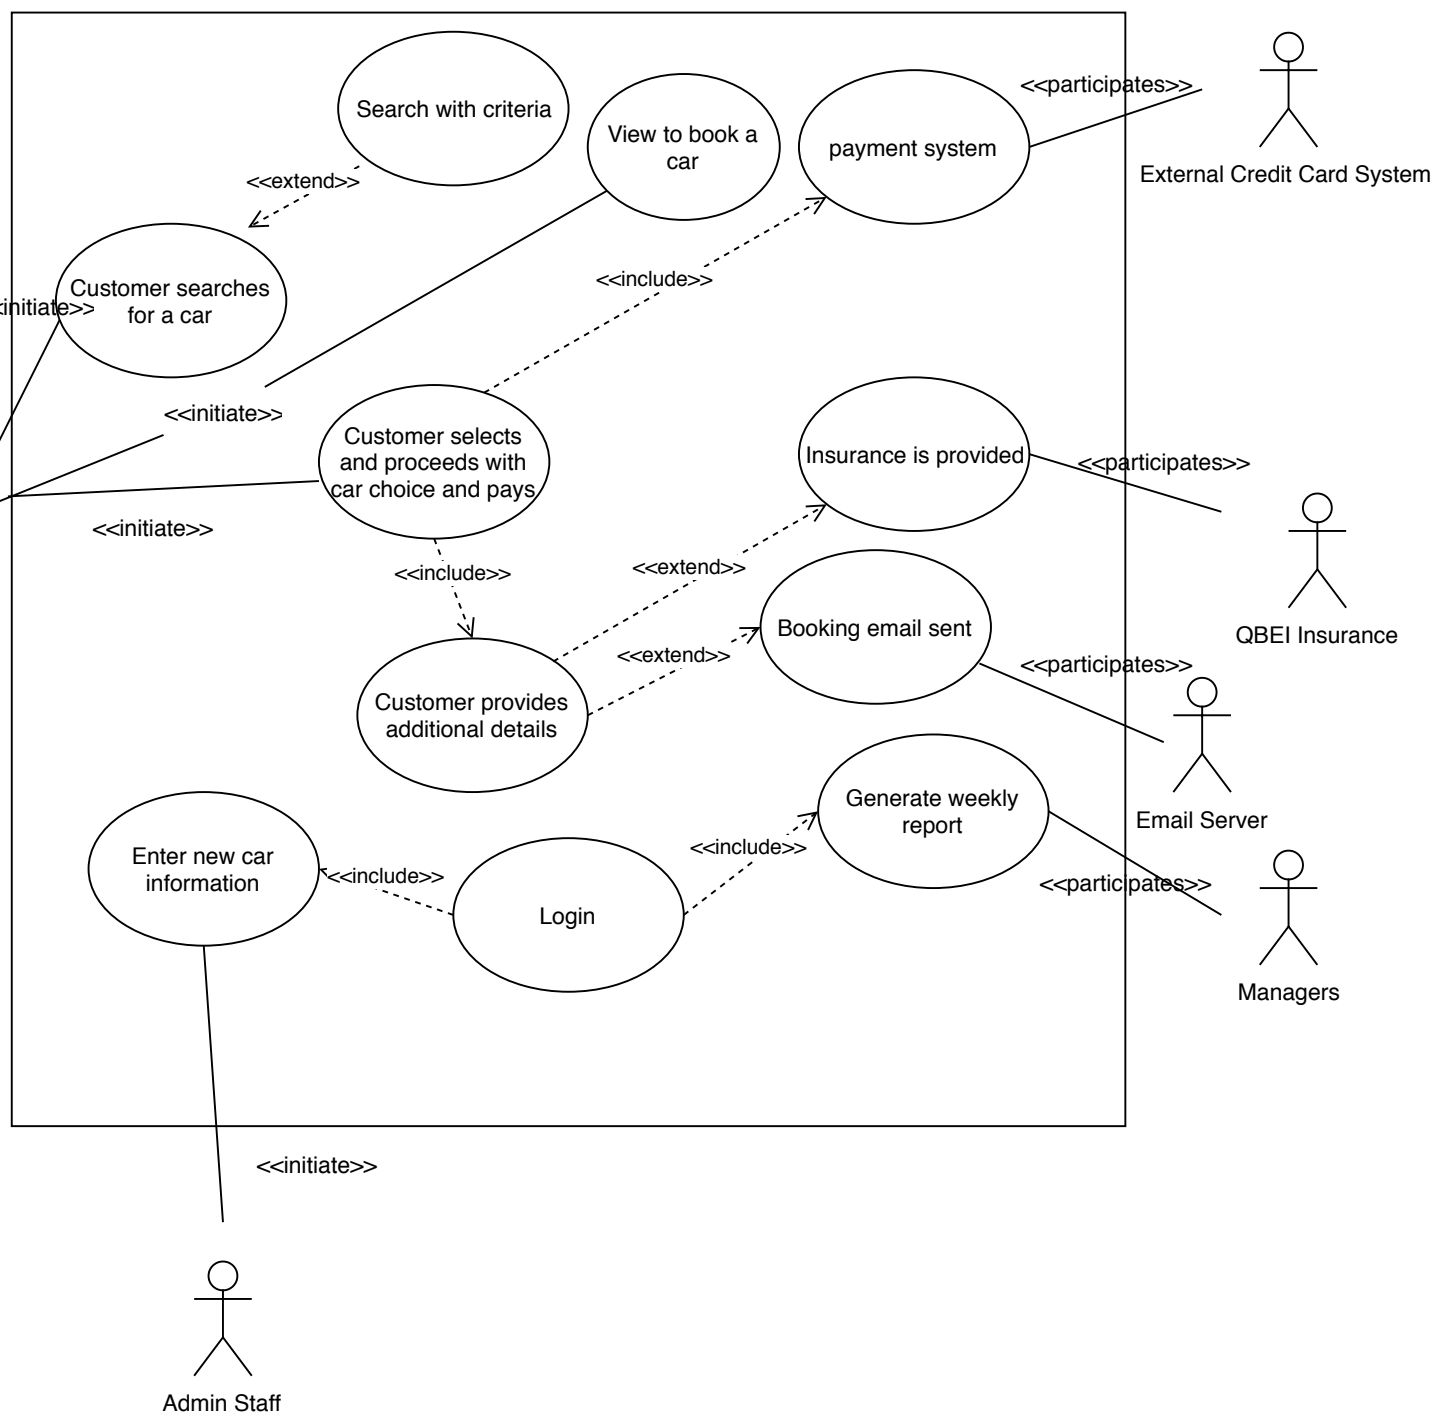 Search with criteria
View to book a
car
payment system
<<participates>>
External Credit Card System
<<extend>>
<<include>>
Customer searches
for a car
initiate>>
<<initiate>>
Customer selects
and proceeds with
car choice and pays
<<initiate>>
Insurance is provided
<<participates>>
QBEI Insurance
<<include>>
<<extend>>
Booking email sent
<<extend>>
<<participates>>
Customer provides
additional details
Email Server
Generate weekly
report
<<include>>
Enter new car
information
<<include>>
Login
<<participates>>
Managers
<<initiate>>
Admin Staff